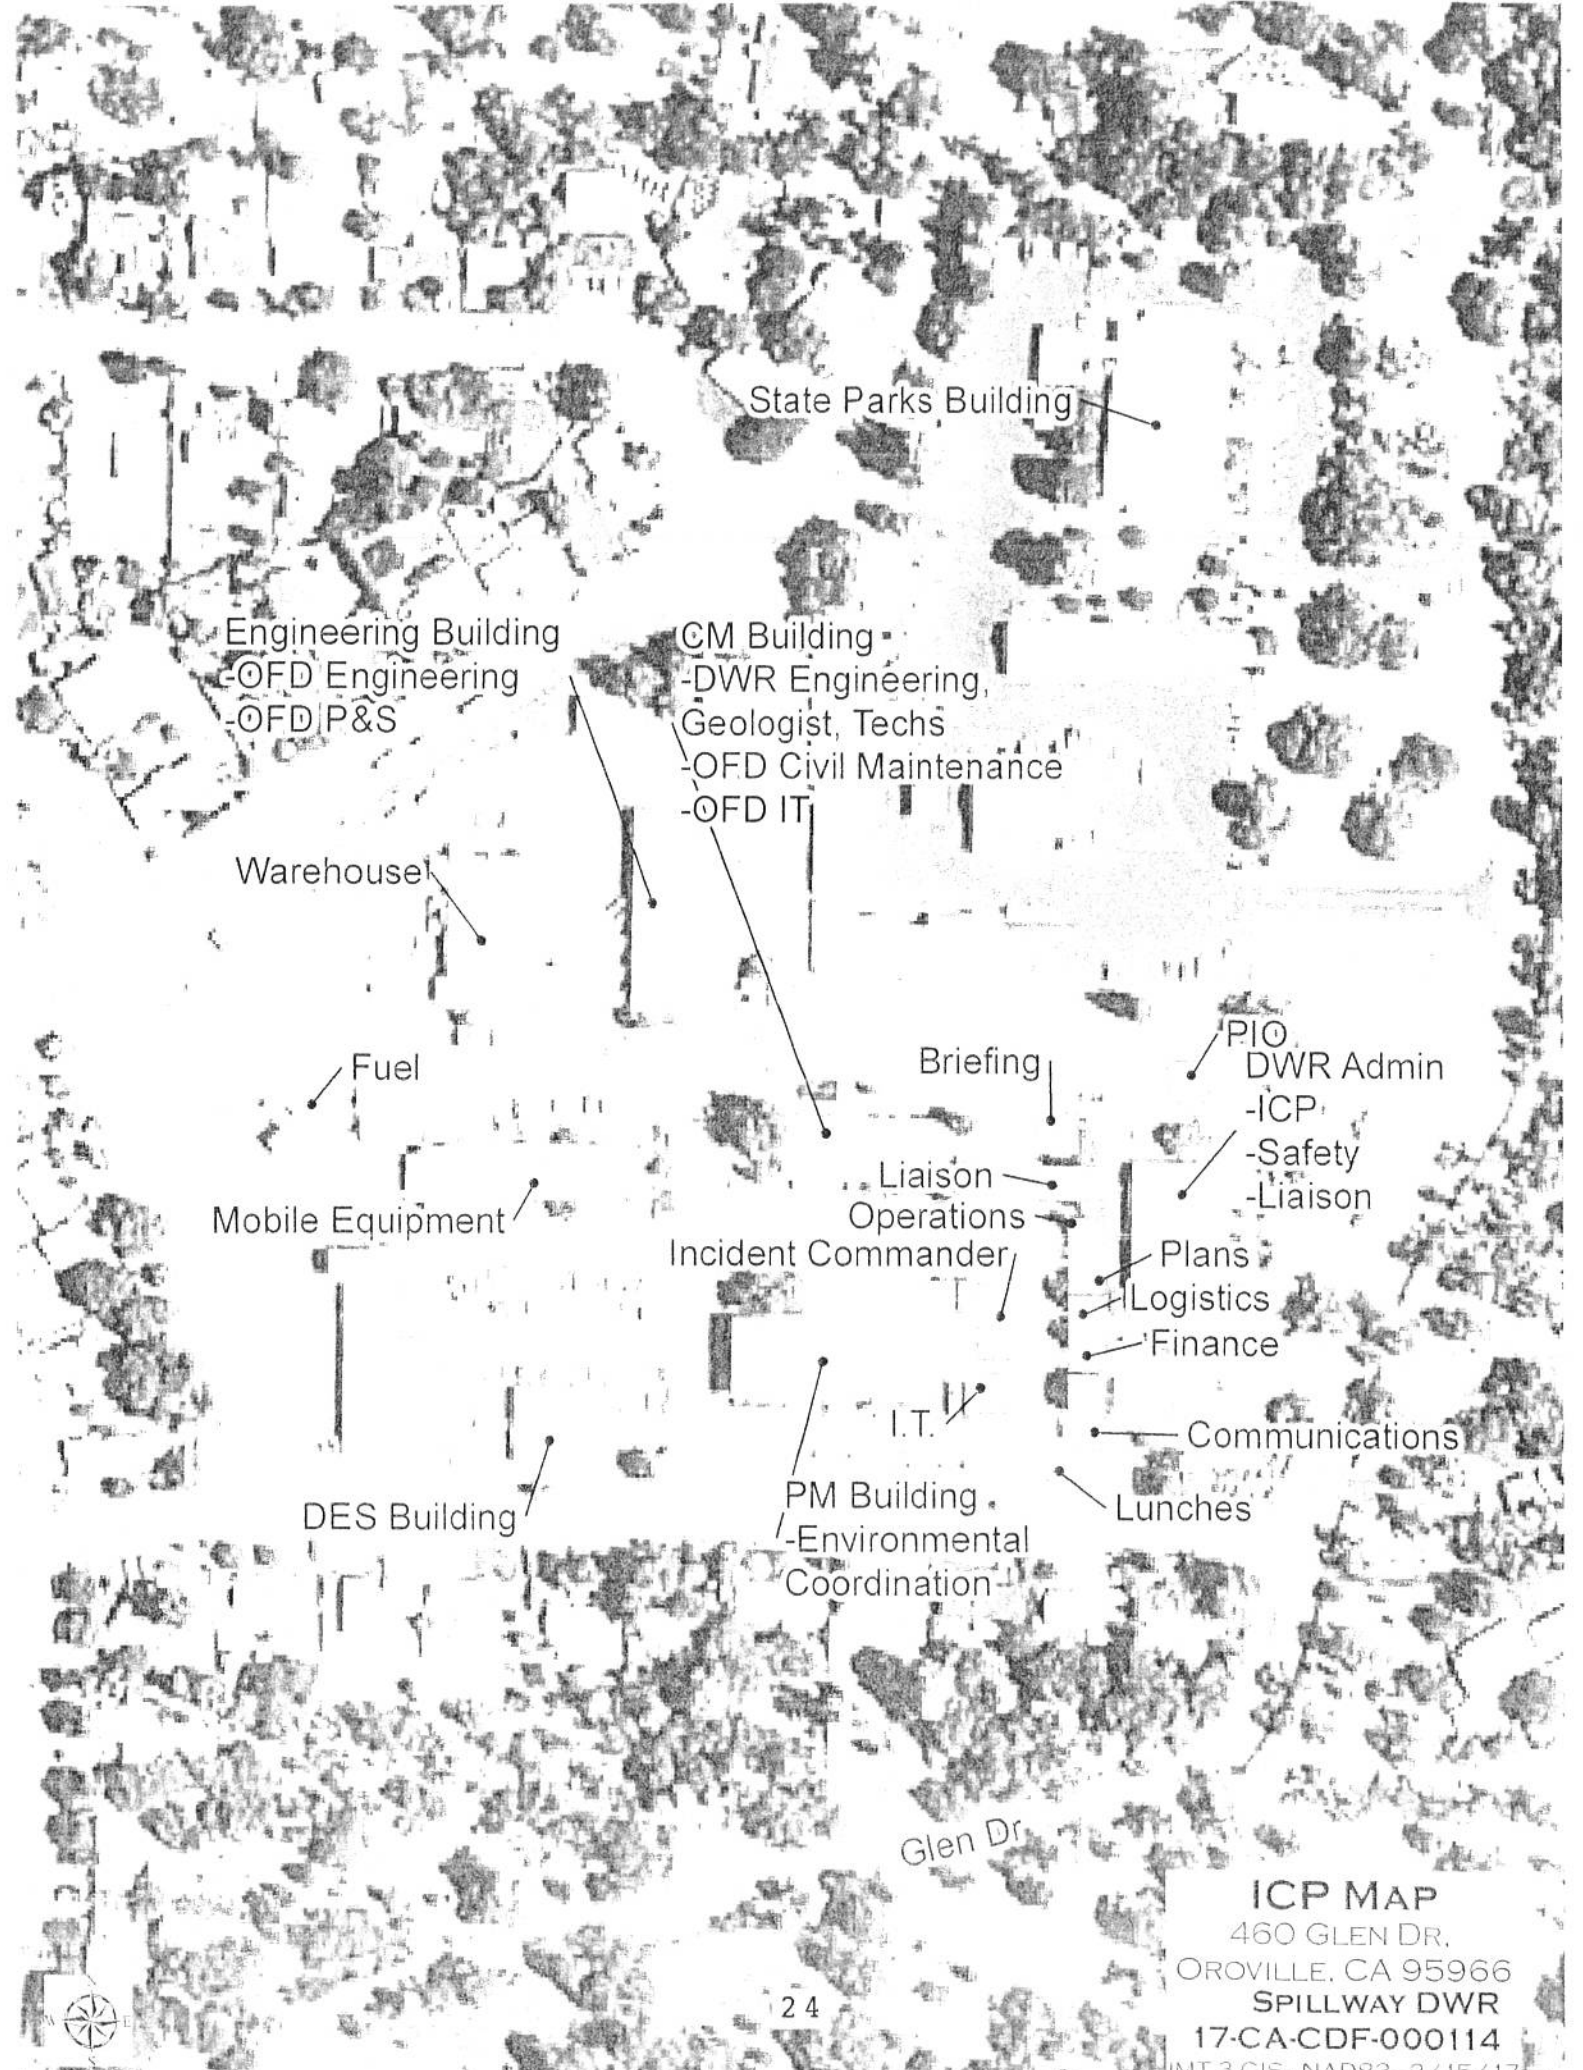 State Parks Building
Engineering Building
-OFD Engineering
-OFD P&S
CM Building
-DWR Engineering,
Geologist, Techs
-OFD Civil Maintenance
-OFD IT
Warehouse
Fuel
Briefing
PIO
DWR Admin
-ICP
-Safety
-Liaison
Liaison
Operations
Mobile Equipment
Incident Commander
Plans
Logistics
Finance
I.T.
Communications
PM Building
-Environmental
Coordination
DES Building
Lunches
Glen Dr
ICP MAP
460 GLEN DR,
OROVILLE, CA 95966
SPILLWAY DWR
17-CA-CDF-000114
24
W
E